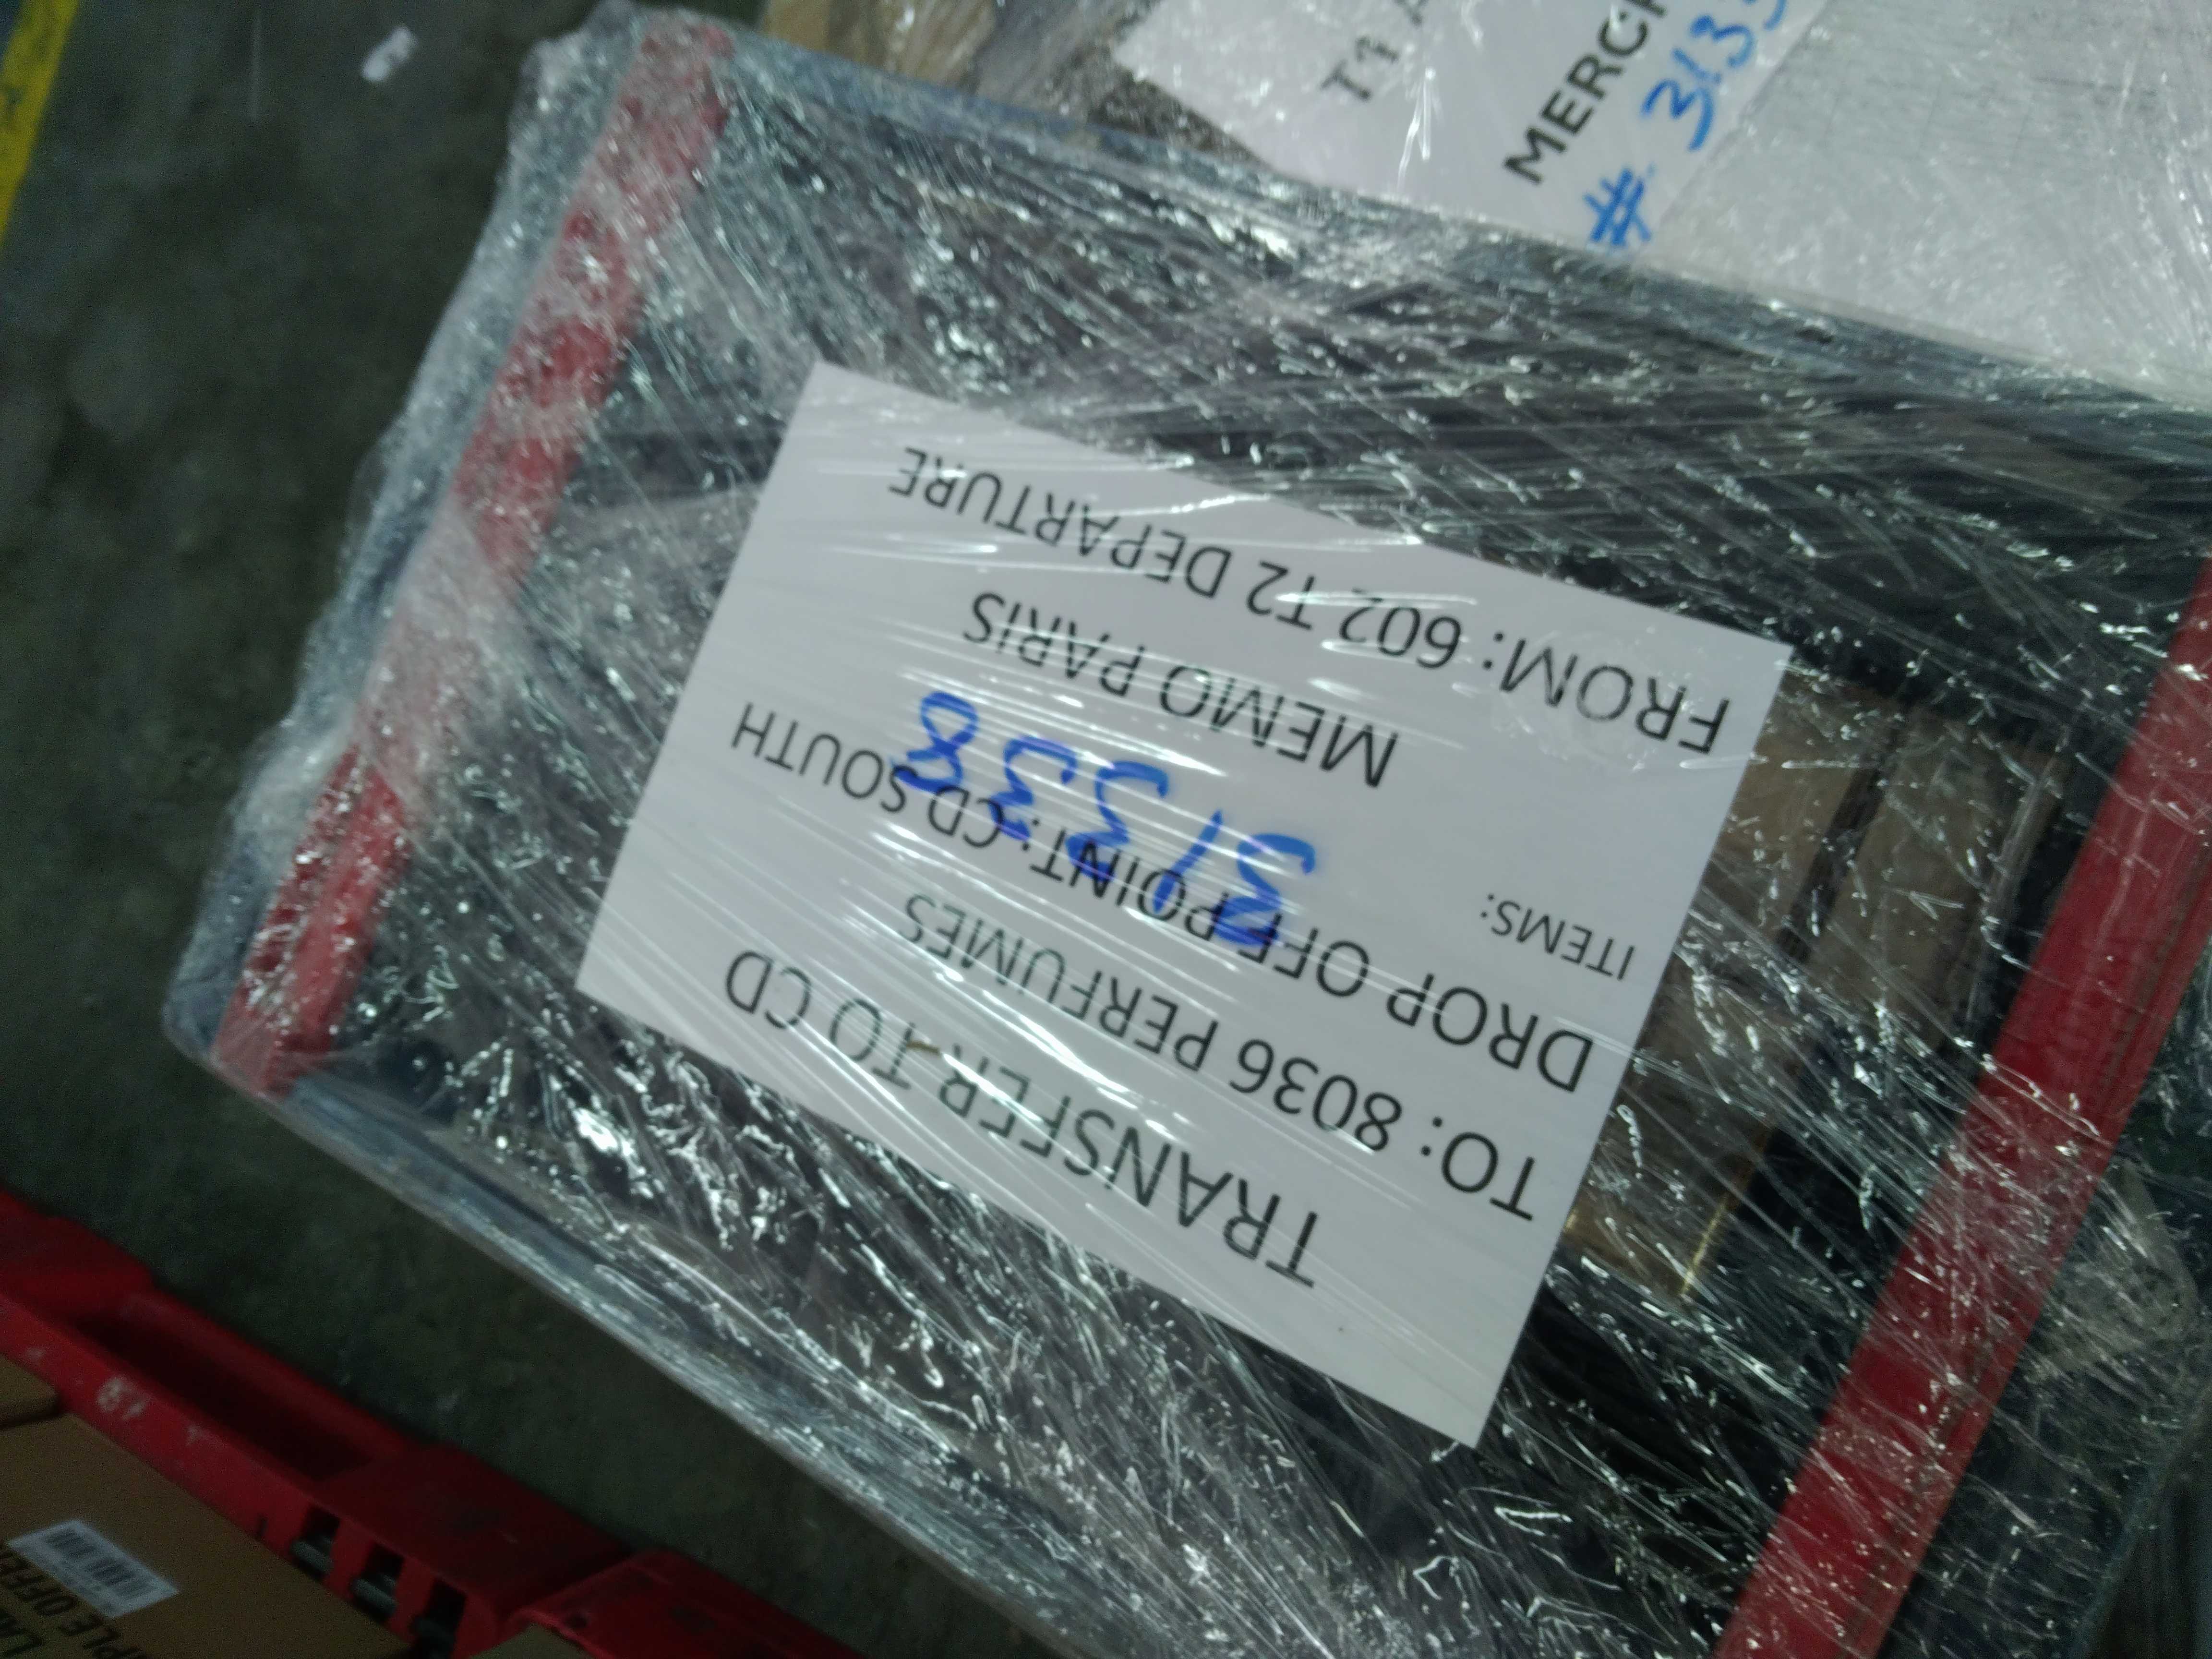 TRANSFER TO CD
TO: 8036 PERFUMES
DROP OFF POINT: CD SOUTH
31338
ITEMS:
MEMO PARIS
FROM: 602 T2 DEPARTURE
T1
#